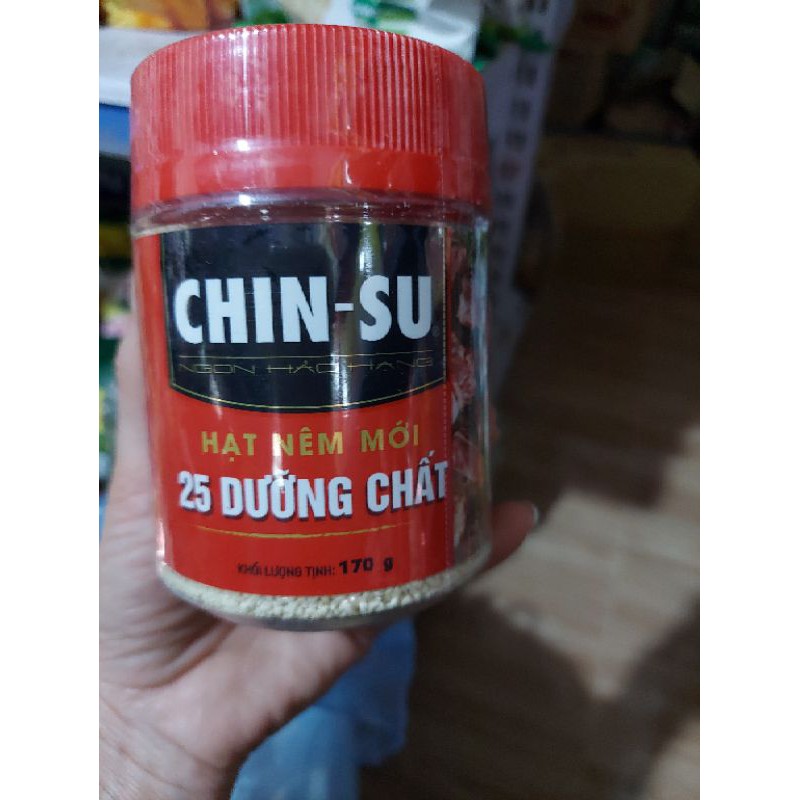 CHIN-SU®
NGON HẢO HẠNG
HẠT NÊM MỚI
25 DƯỠNG CHẤT
KHỐI LƯỢNG TỊNH: 170 g